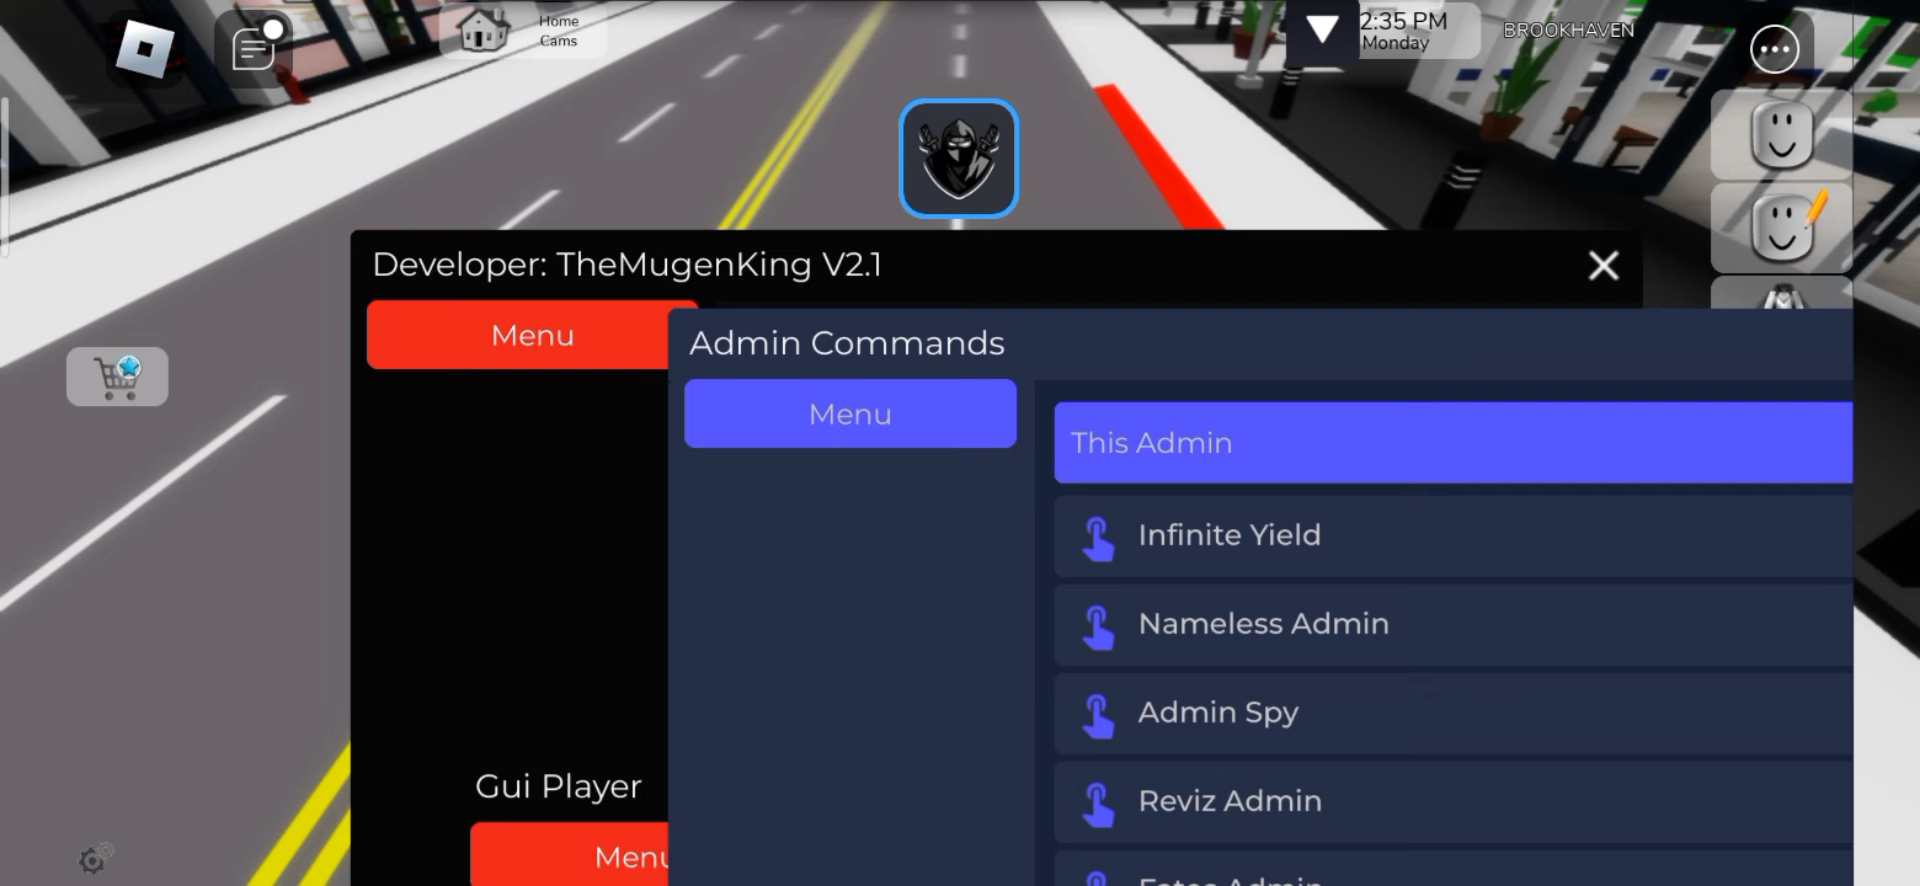 Home
Cams
2:35 PM
Monday
BROOKHAVEN
Developer: TheMugenKing V2.1
Menu
Admin Commands
Menu
This Admin
Infinite Yield
Nameless Admin
Admin Spy
Reviz Admin
Gui Player
Menu